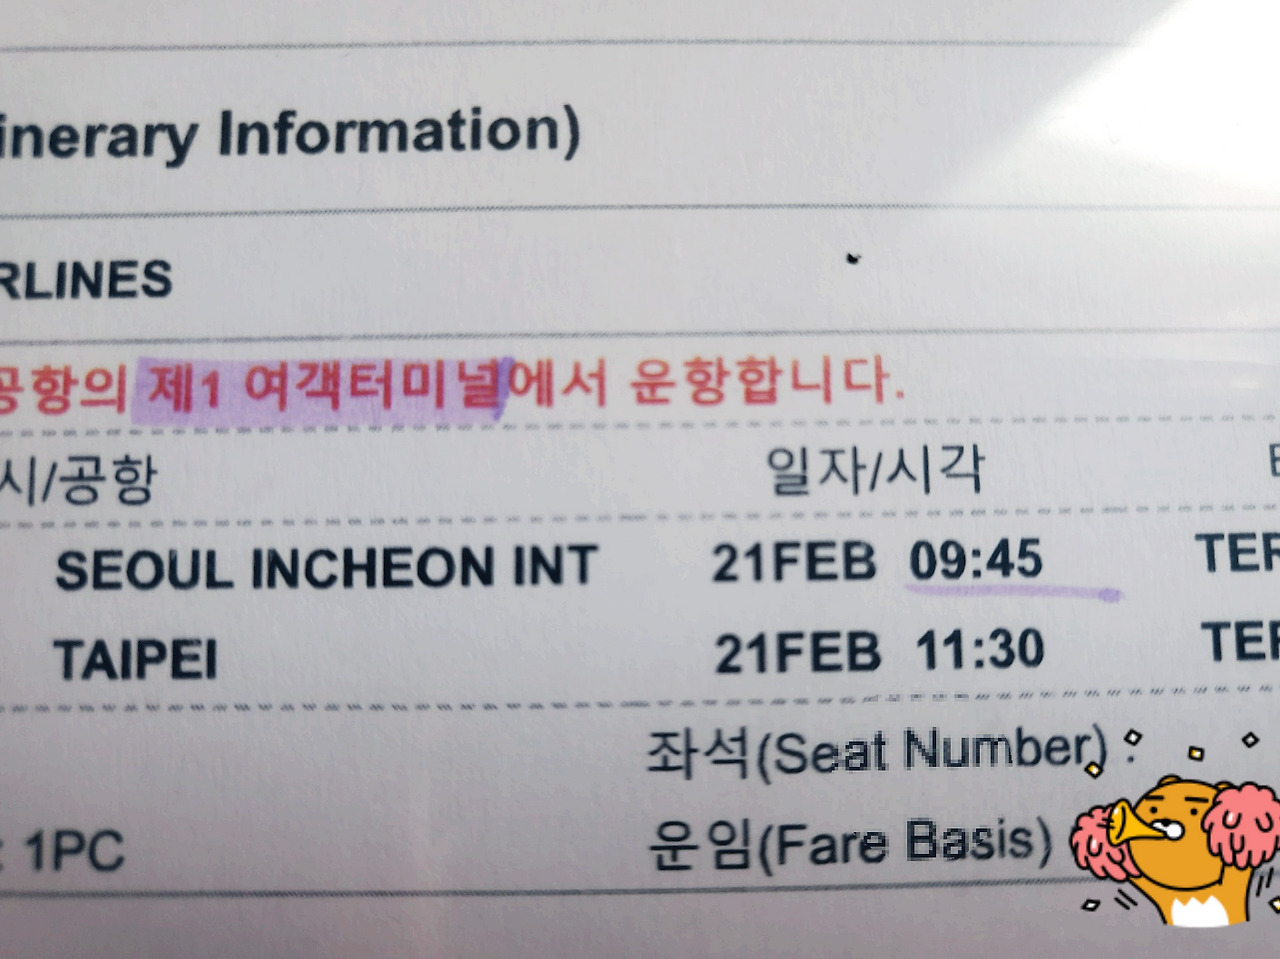 inerary Information)
RLINES
공항의 제1 여객터미널에서 운항합니다.
시/공항 일자/시각
SEOUL INCHEON INT 21FEB 09:45 TER
TAIPEI 21FEB 11:30 TER
좌석(Seat Number) :
: 1PC 운임(Fare Basis)